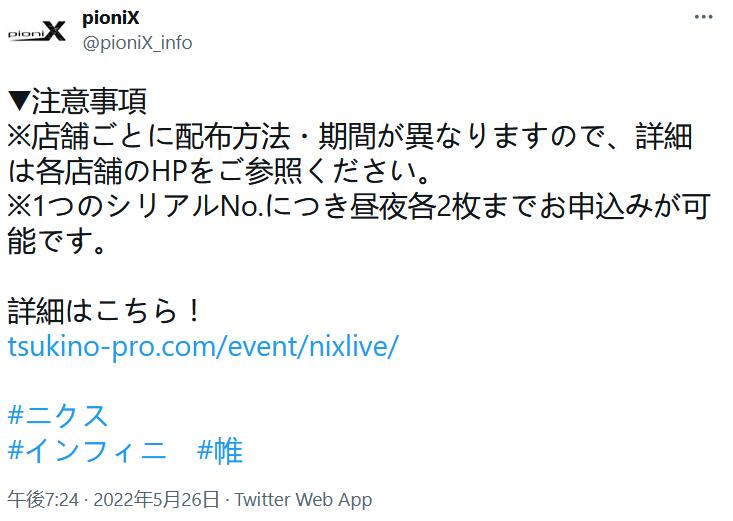 pioniX
pioniX
@pioniX_info
...
▼注意事項
※店舗ごとに配布方法・期間が異なりますので、詳細
は各店舗のHPをご参照ください。
※1つのシリアルNo.につき昼夜各2枚までお申込みが可
能です。
詳細はこちら！
tsukino-pro.com/event/nixlive/
#ニクス
#インフィニ #帷
午後7:24 · 2022年5月26日 · Twitter Web App